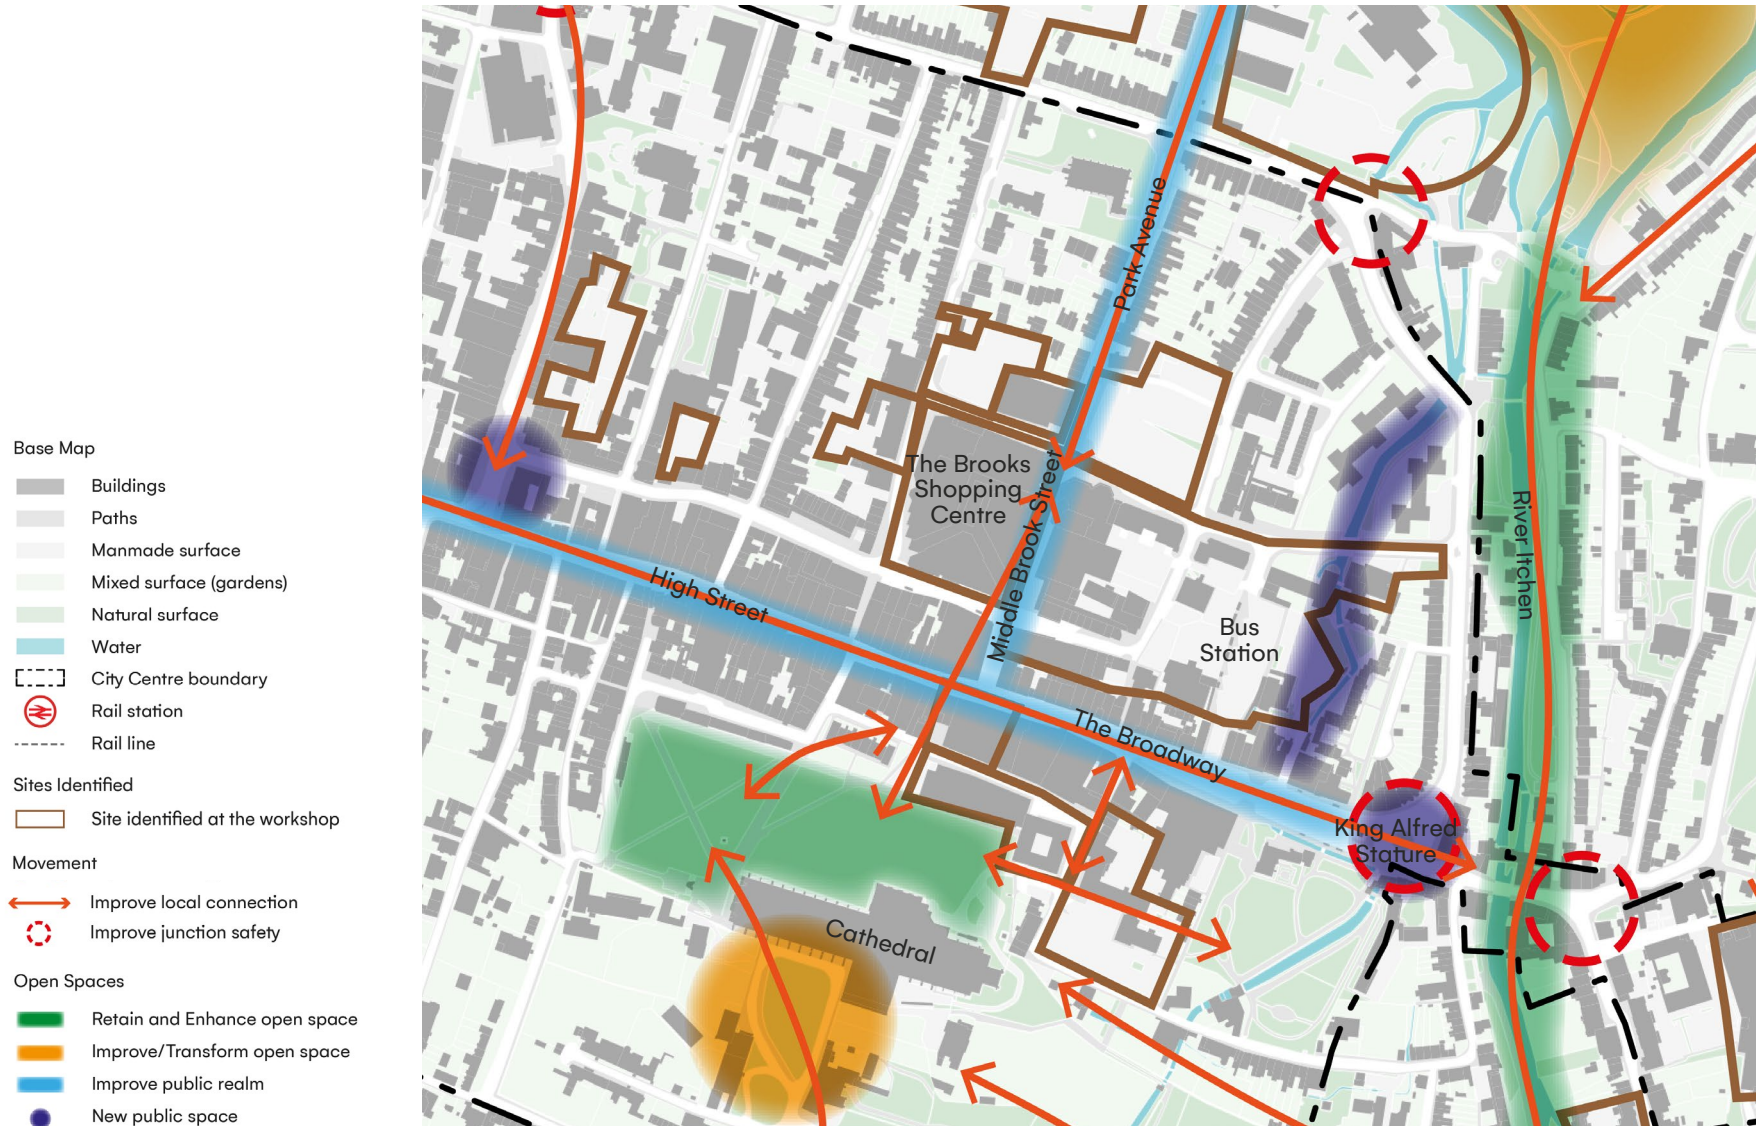 Base Map
Buildings
Paths
Manmade surface
Mixed surface (gardens)
Natural surface
Water
City Centre boundary
Rail station
Rail line
Sites Identified
Site identified at the workshop
Movement
Improve local connection
Improve junction safety
Open Spaces
Retain and Enhance open space
Improve/Transform open space
Improve public realm
New public space
Park Avenue
The Brooks
Shopping
Centre
Middle Brook Street
High Street
Bus
Station
River Itchen
The Broadway
King Alfred
Stature
Cathedral